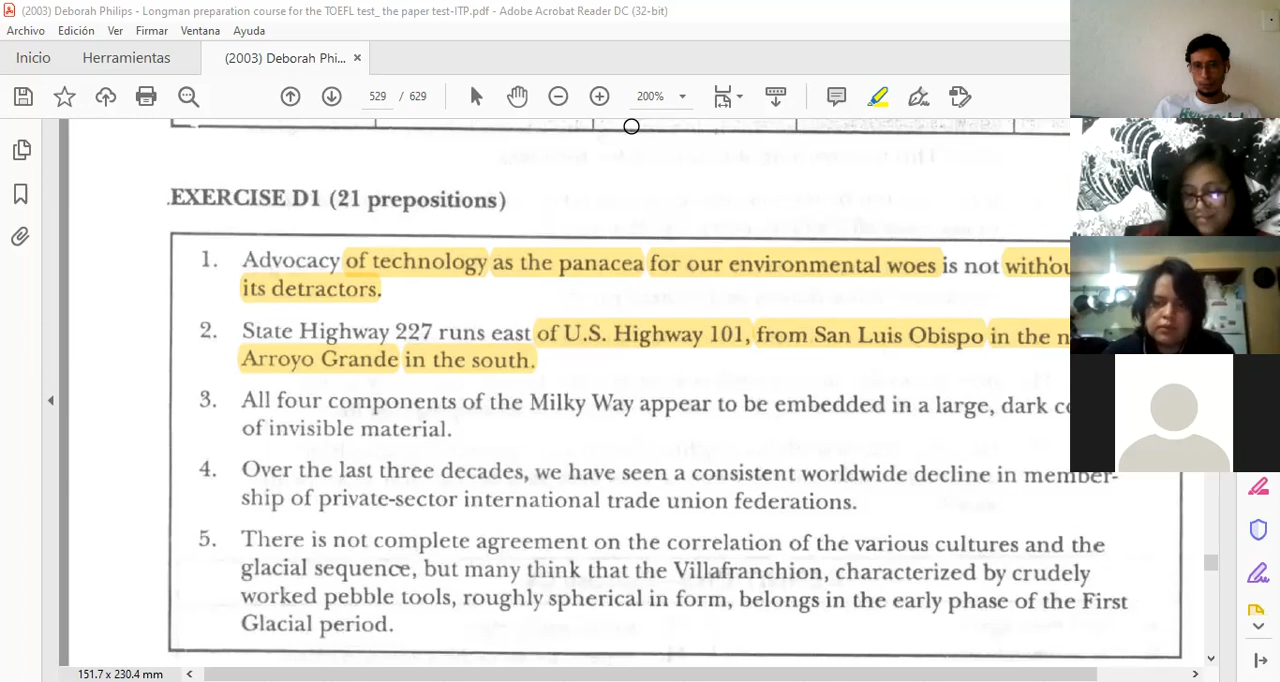 (2003) Deborah Philips - Longman preparation course for the TOEFL test_ the paper test-ITP.pdf - Adobe Acrobat Reader DC (32-bit)
Archivo Edición Ver Firmar Ventana Ayuda
Inicio Herramientas (2003) Deborah Phi... ×
529 / 629 200%
EXERCISE D1 (21 prepositions)
1. Advocacy of technology as the panacea for our environmental woes is not
its detractors.
2. State Highway 227 runs east of U.S. Highway 101, from San Luis Obispo in the
Arroyo Grande in the south.
3. All four components of the Milky Way appear to be embedded in a large, dark
of invisible material.
4. Over the last three decades, we have seen a consistent worldwide decline in member-
ship of private-sector international trade union federations.
5. There is not complete agreement on the correlation of the various cultures and the
glacial sequence, but many think that the Villafranchion, characterized by crudely
worked pebble tools, roughly spherical in form, belongs in the early phase of the First
Glacial period.
151.7 x 230.4 mm